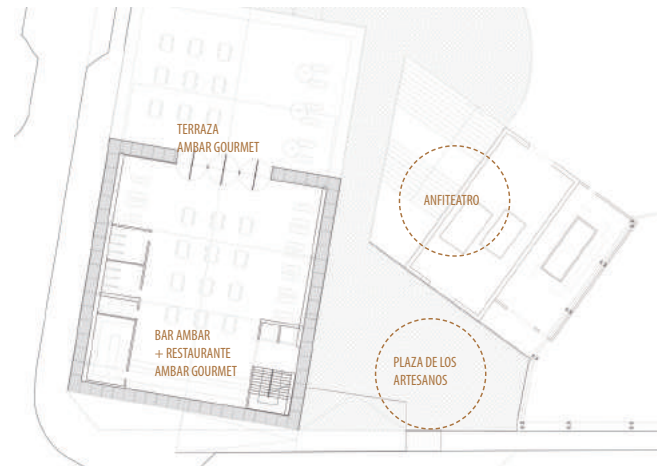 TERRAZA
AMBAR GOURMET
ANFITEATRO
BAR AMBAR
+ RESTAURANTE
AMBAR GOURMET
PLAZA DE LOS
ARTESANOS